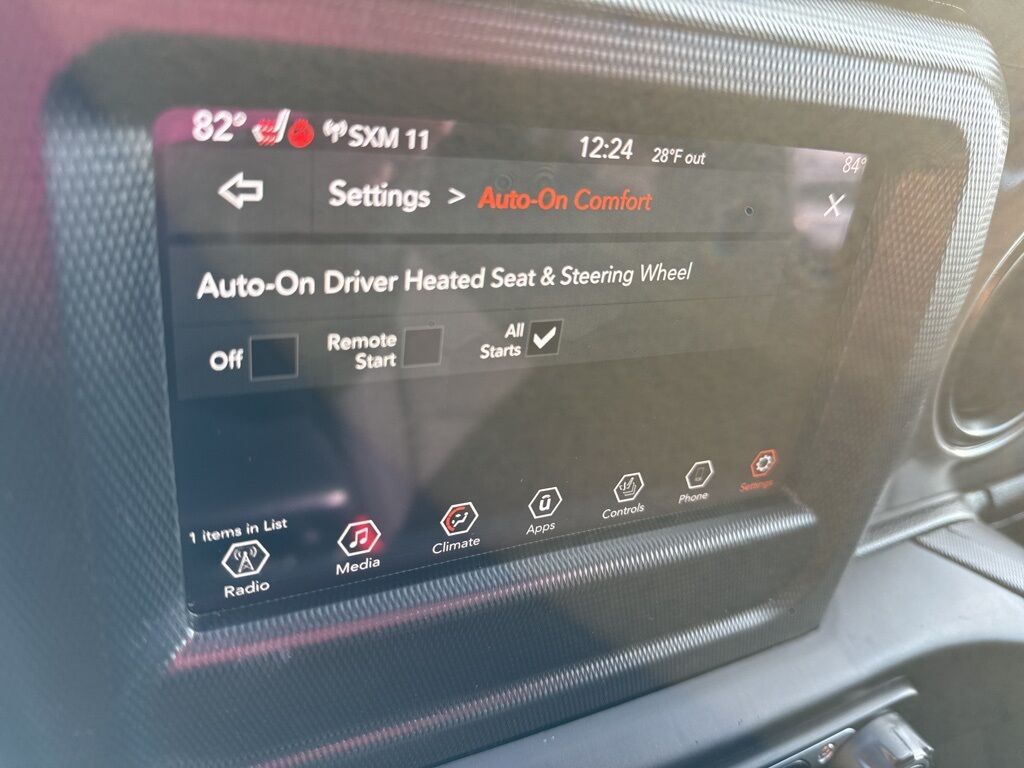 82° SXM 11 12:24 28°F out 84°
Settings > Auto-On Comfort X
Auto-On Driver Heated Seat & Steering Wheel
Off Remote Start All Starts
1 items in List
Radio Media Climate Apps Controls Phone Settings